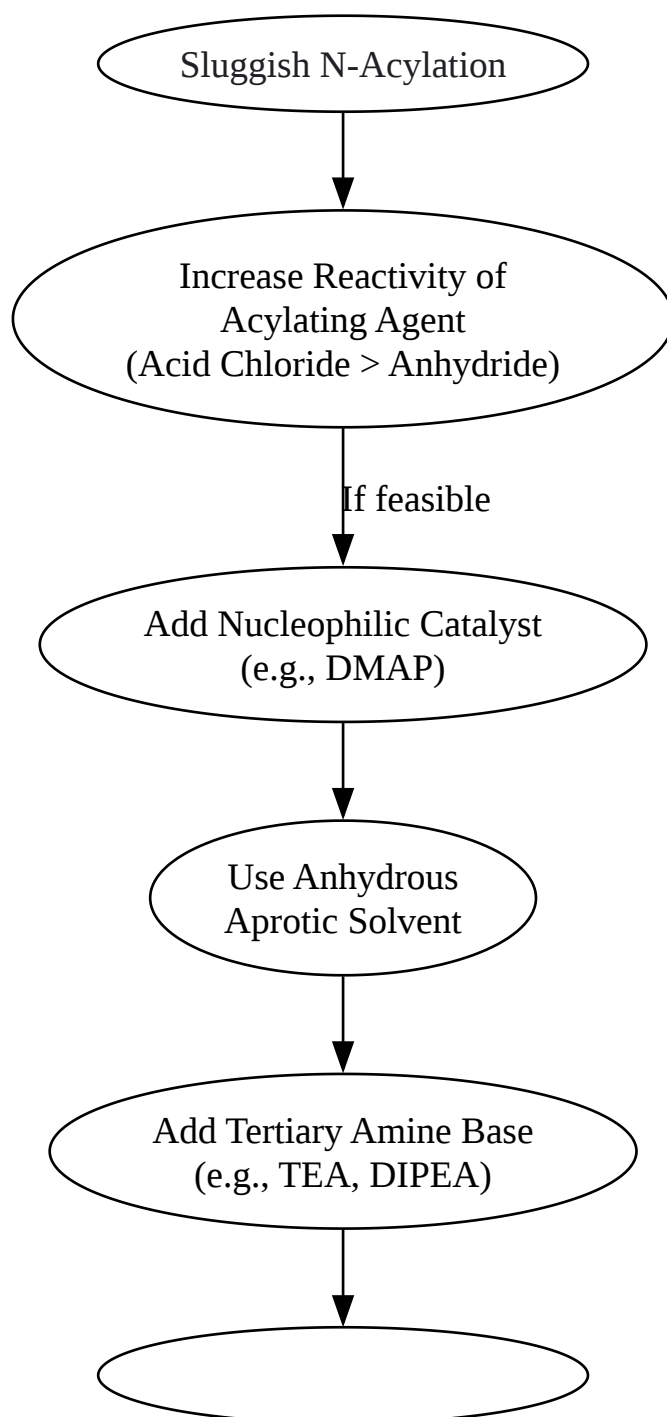 Sluggish N-Acylation
Increase Reactivity of
Acylating Agent
(Acid Chloride > Anhydride)
If feasible
Add Nucleophilic Catalyst
(e.g., DMAP)
Use Anhydrous
Aprotic Solvent
Add Tertiary Amine Base
(e.g., TEA, DIPEA)